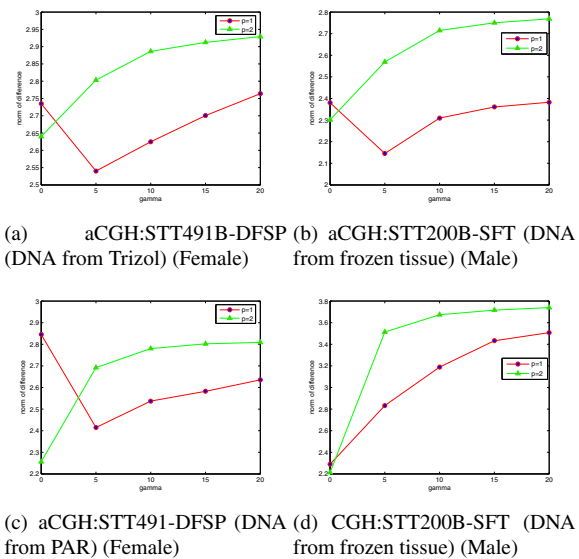 3
2.95
2.9
2.85
2.8
2.75
2.7
2.65
2.6
2.55
2.5
norm of difference
0 5 10 15 20
gamma
p=1
p=2
2.8
2.7
2.6
2.5
2.4
2.3
2.2
2.1
2
norm of difference
0 5 10 15 20
gamma
p=1
p=2
(a) aCGH:STT491B-DFSP
(DNA from Trizol) (Female)
(b) aCGH:STT200B-SFT (DNA
from frozen tissue) (Male)
3
2.9
2.8
2.7
2.6
2.5
2.4
2.3
2.2
norm of difference
0 5 10 15 20
gamma
p=1
p=2
3.8
3.6
3.4
3.2
3
2.8
2.6
2.4
2.2
norm of difference
0 5 10 15 20
gamma
p=1
p=2
(c) aCGH:STT491-DFSP (DNA
from PAR) (Female)
(d) CGH:STT200B-SFT (DNA
from frozen tissue) (Male)